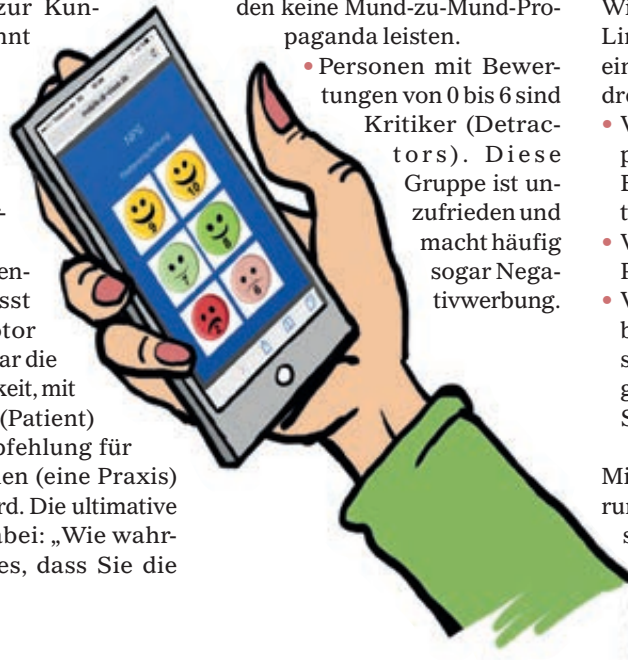 zur Kun-
nnt
-
en-
sst
tor
ar die
keit, mit
(Patient)
pfehlung für
en (eine Praxis)
rd. Die ultimative
abei: „Wie wahr-
es, dass Sie die
den keine Mund-zu-Mund-Pro-
paganda leisten.
• Personen mit Bewer-
tungen von 0 bis 6 sind
Kritiker (Detrac-
tors). Diese
Gruppe ist un-
zufrieden und
macht häufig
sogar Nega-
tivwerbung.
9 10
7 8
6
Wi
Lin
ein
dre
• V
p
E
t
• V
P
• V
b
s
g
S
Mi
run
s